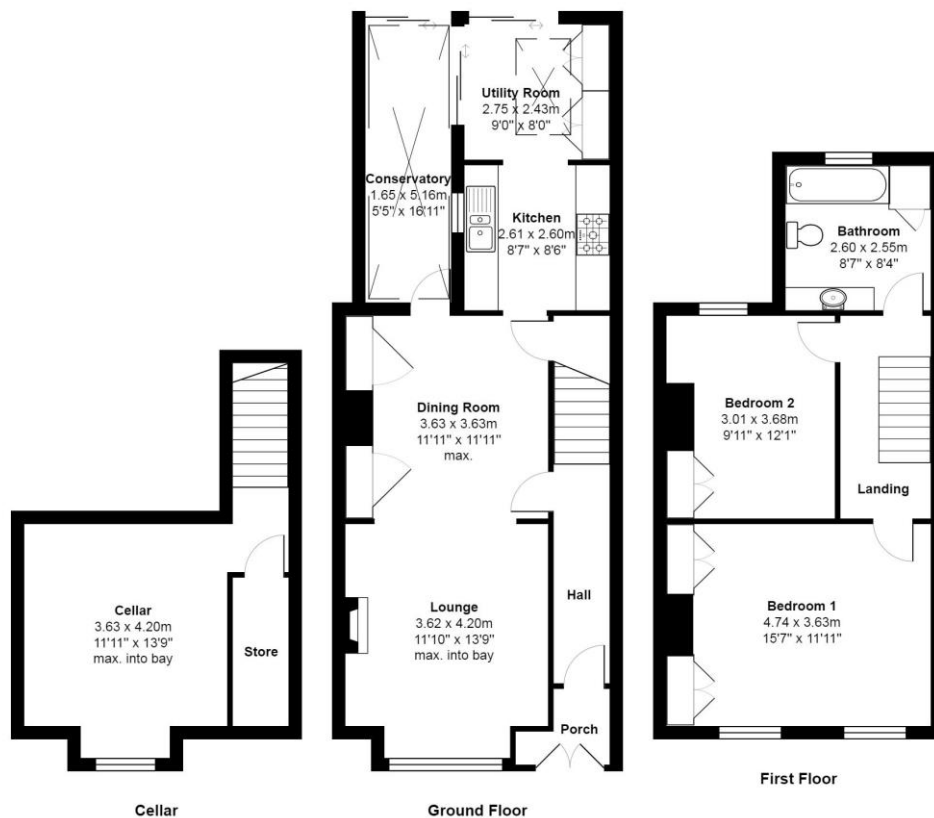 Utility Room
2.75 x 2.43m
9'0" x 8'0"
Conservatory
1.65 x 5.16m
5'5" x 16'11"
Kitchen
2.61 x 2.60m
8'7" x 8'6"
Bathroom
2.60 x 2.55m
8'7" x 8'4"
Dining Room
3.63 x 3.63m
11'11" x 11'11"
max.
Bedroom 2
3.01 x 3.68m
9'11" x 12'1"
Landing
Cellar
3.63 x 4.20m
11'11" x 13'9"
max. into bay
Store
Lounge
3.62 x 4.20m
11'10" x 13'9"
max. into bay
Hall
Porch
Bedroom 1
4.74 x 3.63m
15'7" x 11'11"
Cellar
Ground Floor
First Floor